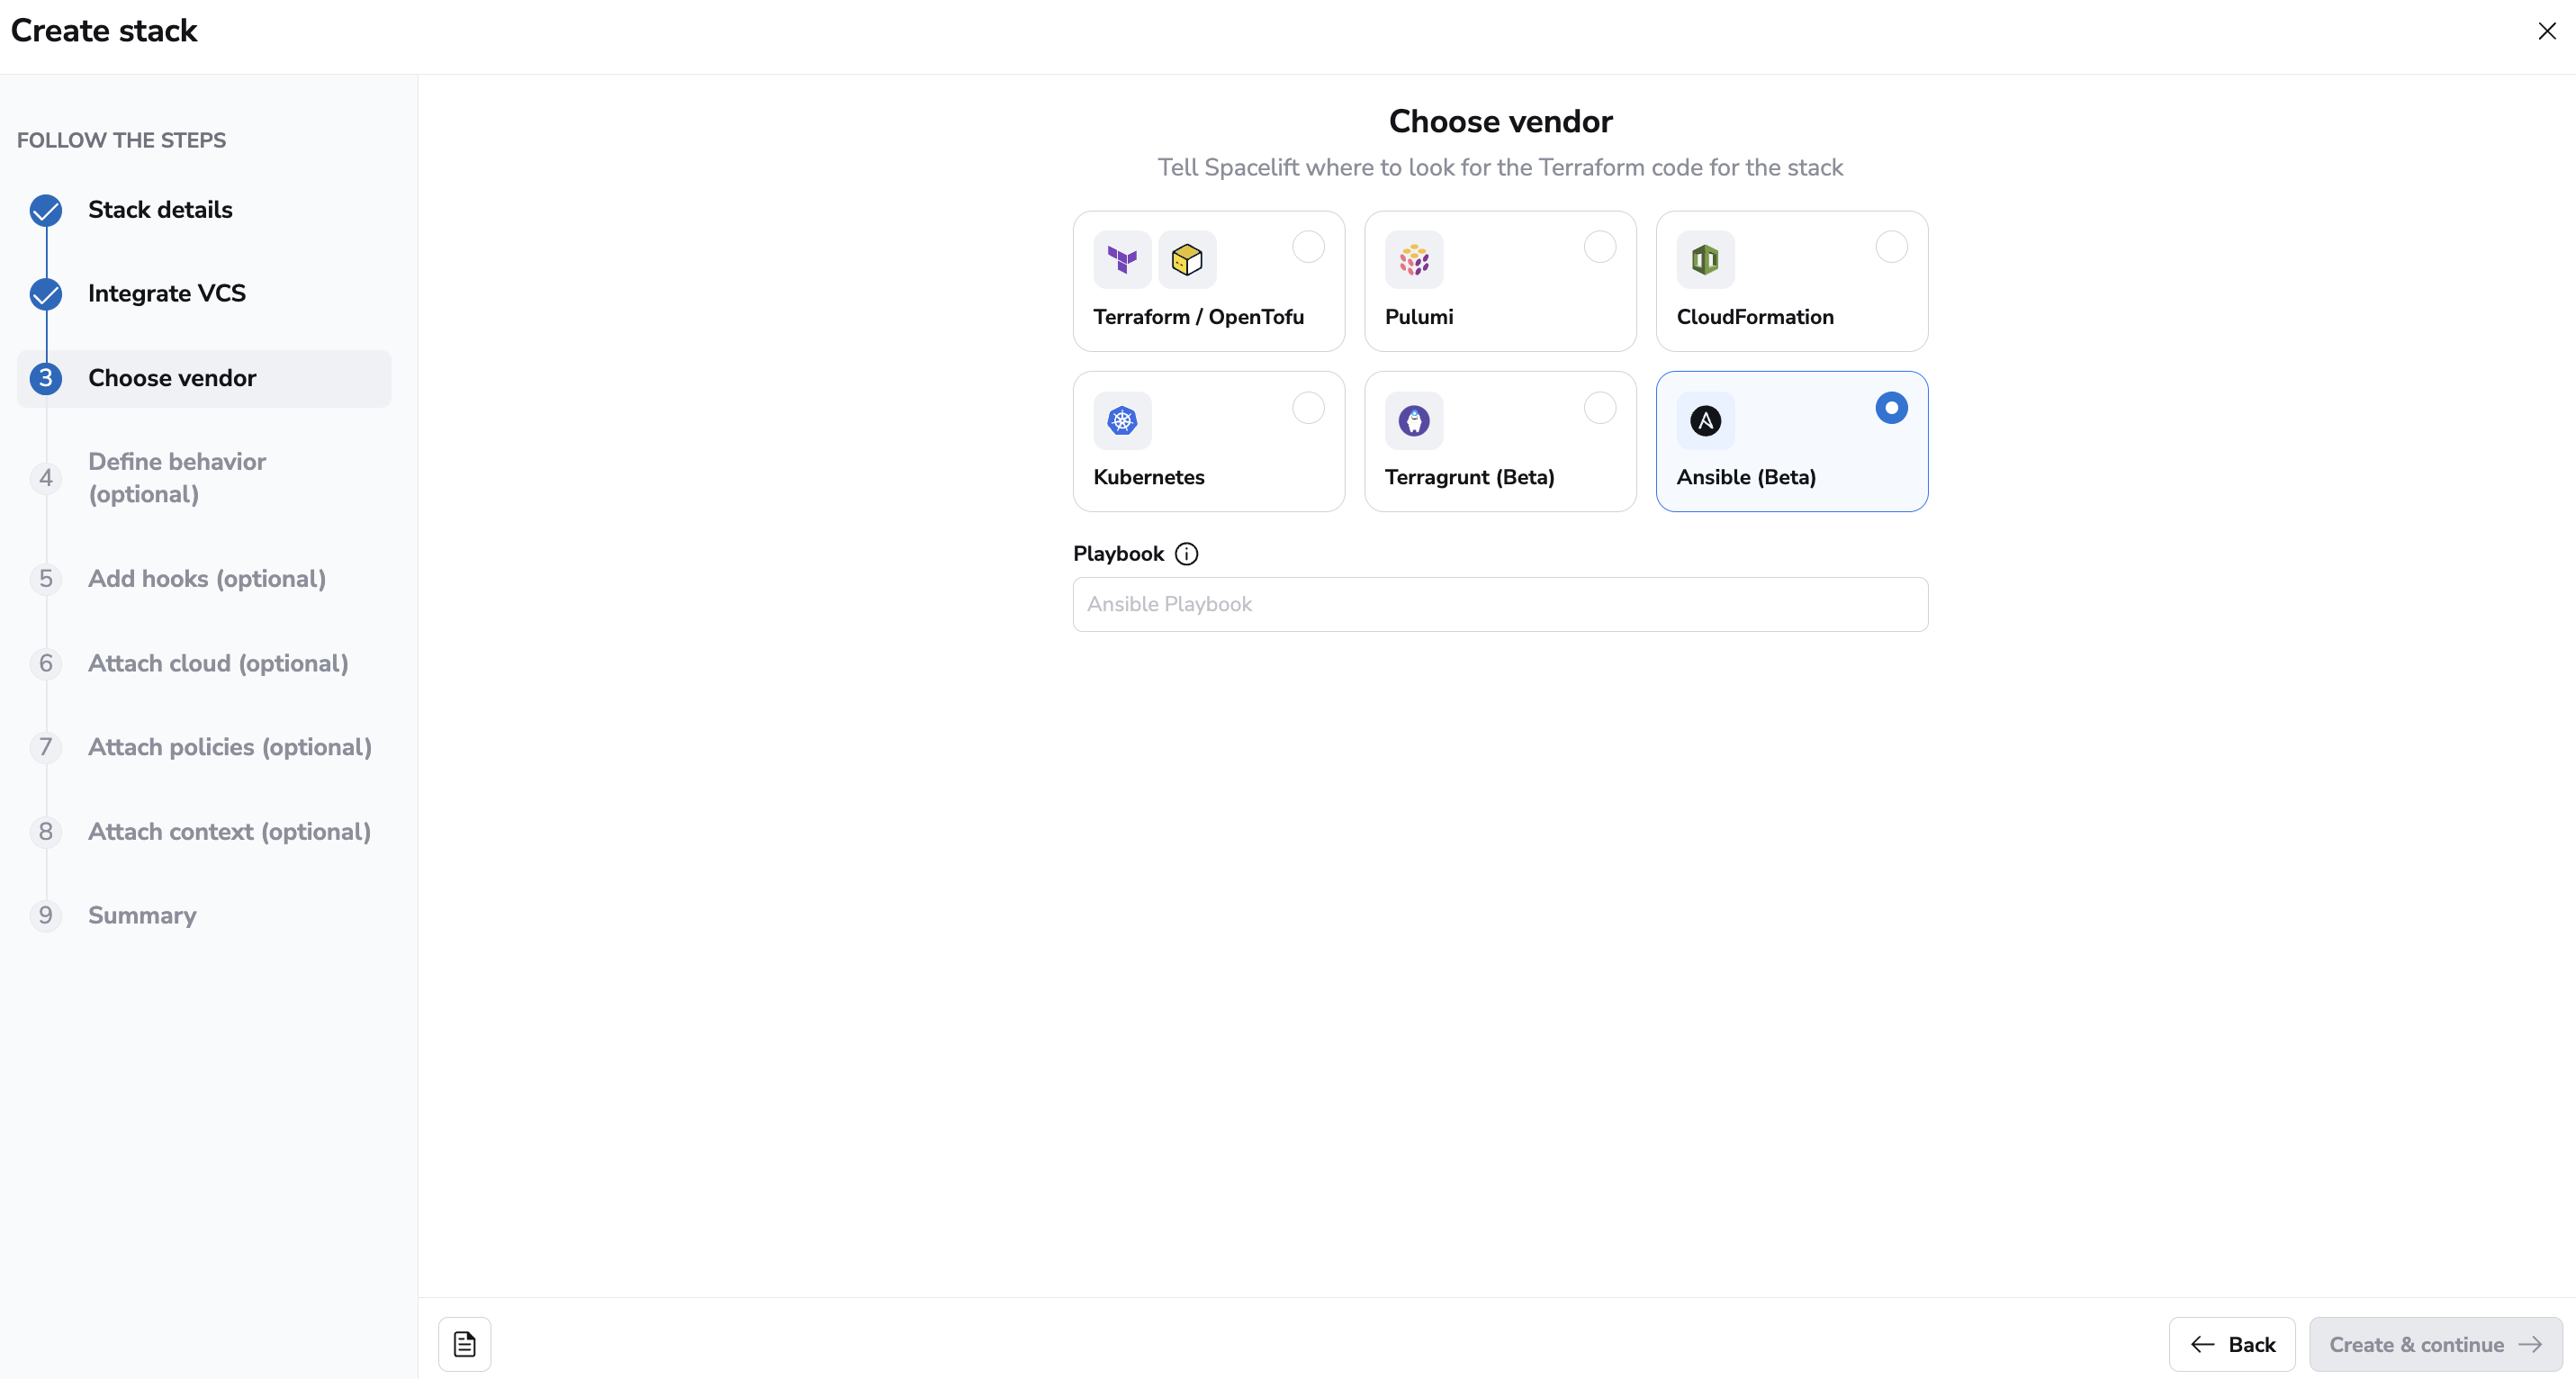 Create stack
FOLLOW THE STEPS
Stack details
Integrate VCS
3 Choose vendor
4 Define behavior
(optional)
5 Add hooks (optional)
6 Attach cloud (optional)
7 Attach policies (optional)
8 Attach context (optional)
9 Summary
Choose vendor
Tell Spacelift where to look for the Terraform code for the stack
Terraform / OpenTofu
Pulumi
CloudFormation
Kubernetes
Terragrunt (Beta)
Ansible (Beta)
Playbook
Ansible Playbook
Back
Create & continue